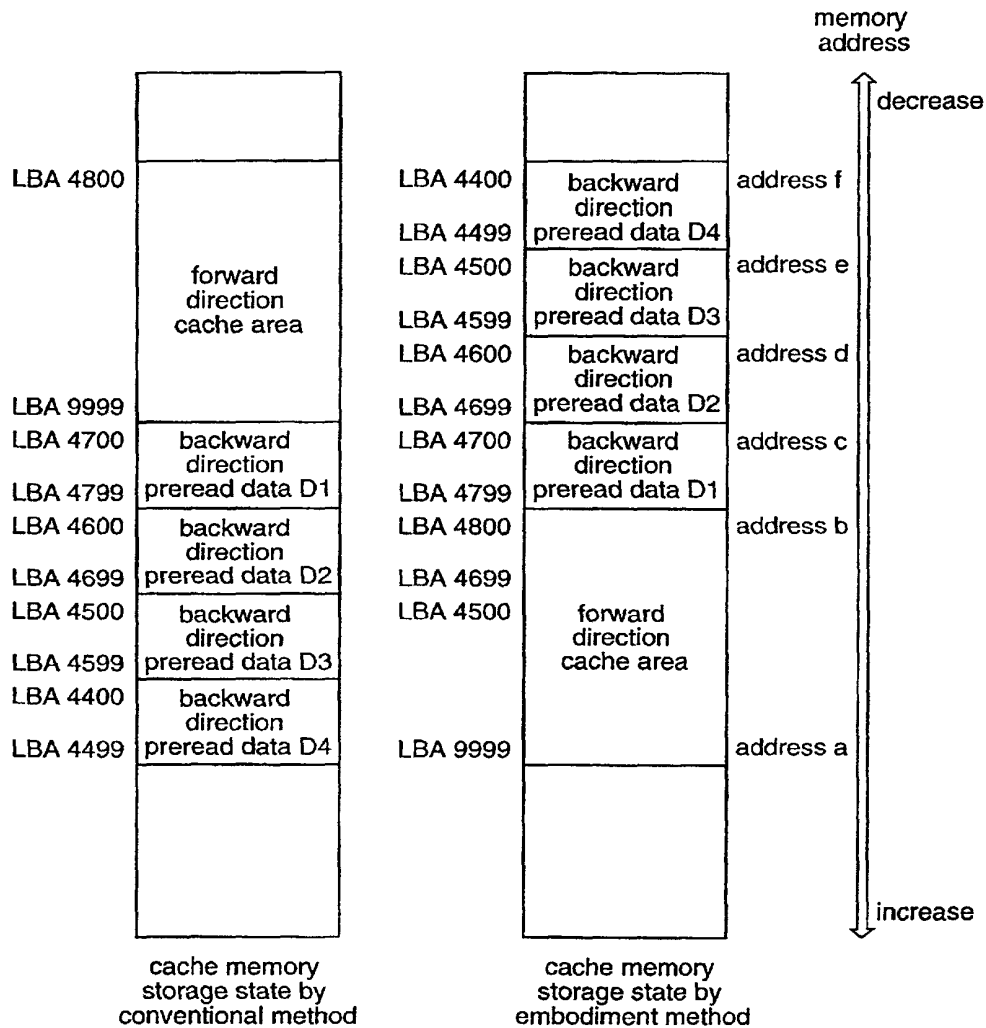 memory
address
decrease
LBA 4800
forward
direction
cache area
LBA 9999
LBA 4700
backward
direction
LBA 4799
preread data D1
LBA 4600
backward
direction
LBA 4699
preread data D2
LBA 4500
backward
direction
LBA 4599
preread data D3
LBA 4400
backward
direction
LBA 4499
preread data D4
cache memory
storage state by
conventional method
LBA 4400
backward
direction
address f
LBA 4499
preread data D4
LBA 4500
backward
direction
address e
LBA 4599
preread data D3
LBA 4600
backward
direction
address d
LBA 4699
preread data D2
LBA 4700
backward
direction
address c
LBA 4799
preread data D1
LBA 4800
address b
LBA 4699
LBA 4500
forward
direction
cache area
LBA 9999
address a
increase
cache memory
storage state by
embodiment method